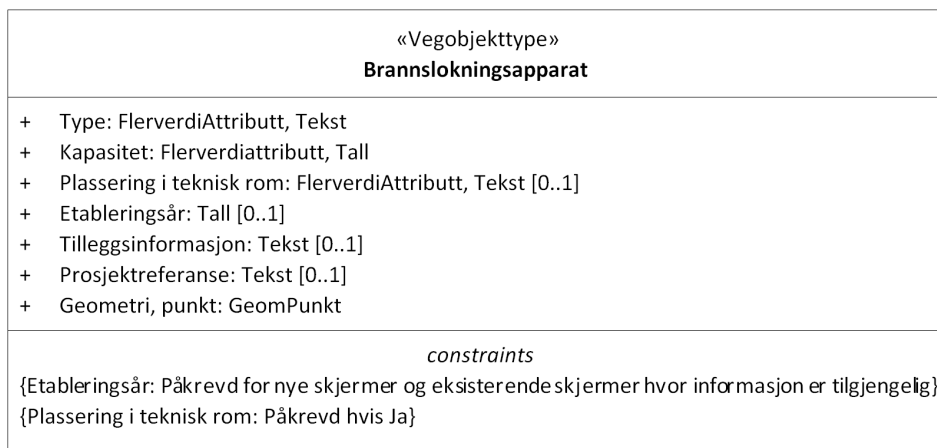 «Vegobjekttype»
Brannslokningsapparat
+ Type: FlerverdiAttributt, Tekst
+ Kapasitet: Flerverdiattributt, Tall
+ Plassering i teknisk rom: FlerverdiAttributt, Tekst [0..1]
+ Etableringsår: Tall [0..1]
+ Tilleggsinformasjon: Tekst [0..1]
+ Prosjektreferanse: Tekst [0..1]
+ Geometri, punkt: GeomPunkt
constraints
{Etableringsår: Påkrevd for nye skjermer og eksisterende skjermer hvor informasjon er tilgjengelig}
{Plassering i teknisk rom: Påkrevd hvis Ja}